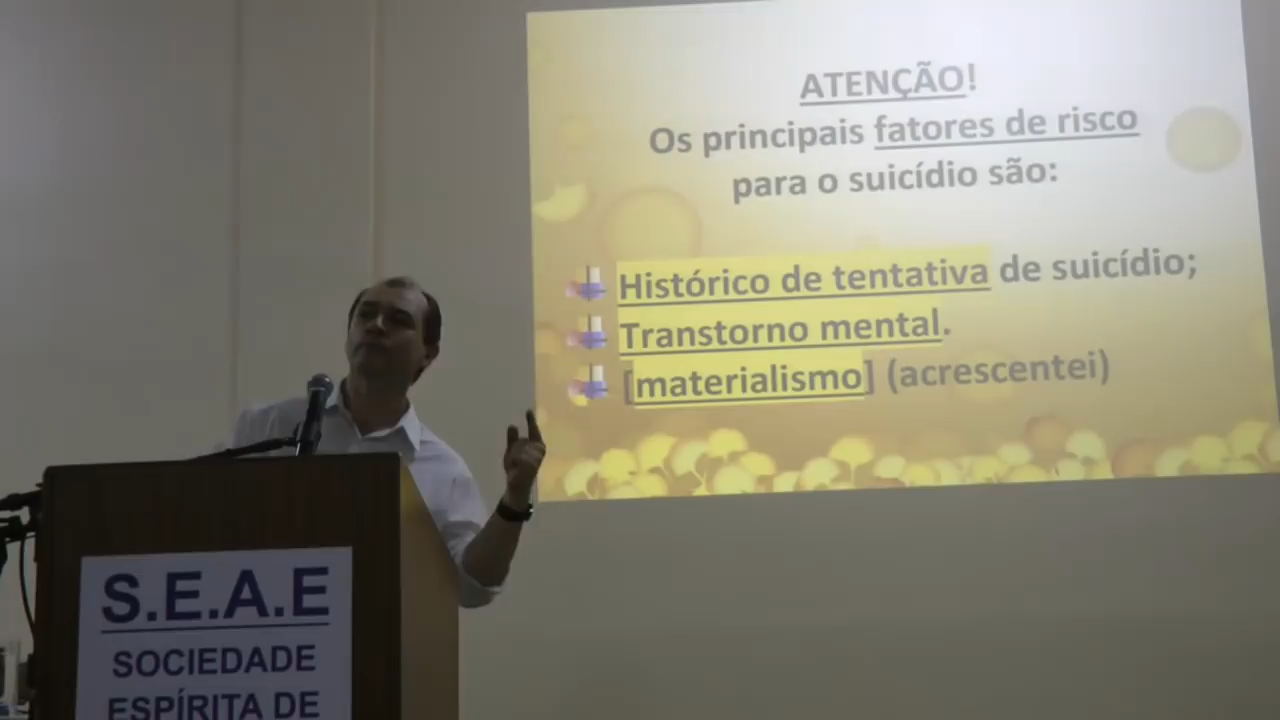 ATENÇÃO!
Os principais fatores de risco
para o suicídio são:
Histórico de tentativa de suicídio;
Transtorno mental.
[materialismo] (acrescentei)
S.E.A.E
SOCIEDADE
ESPÍRITA DE